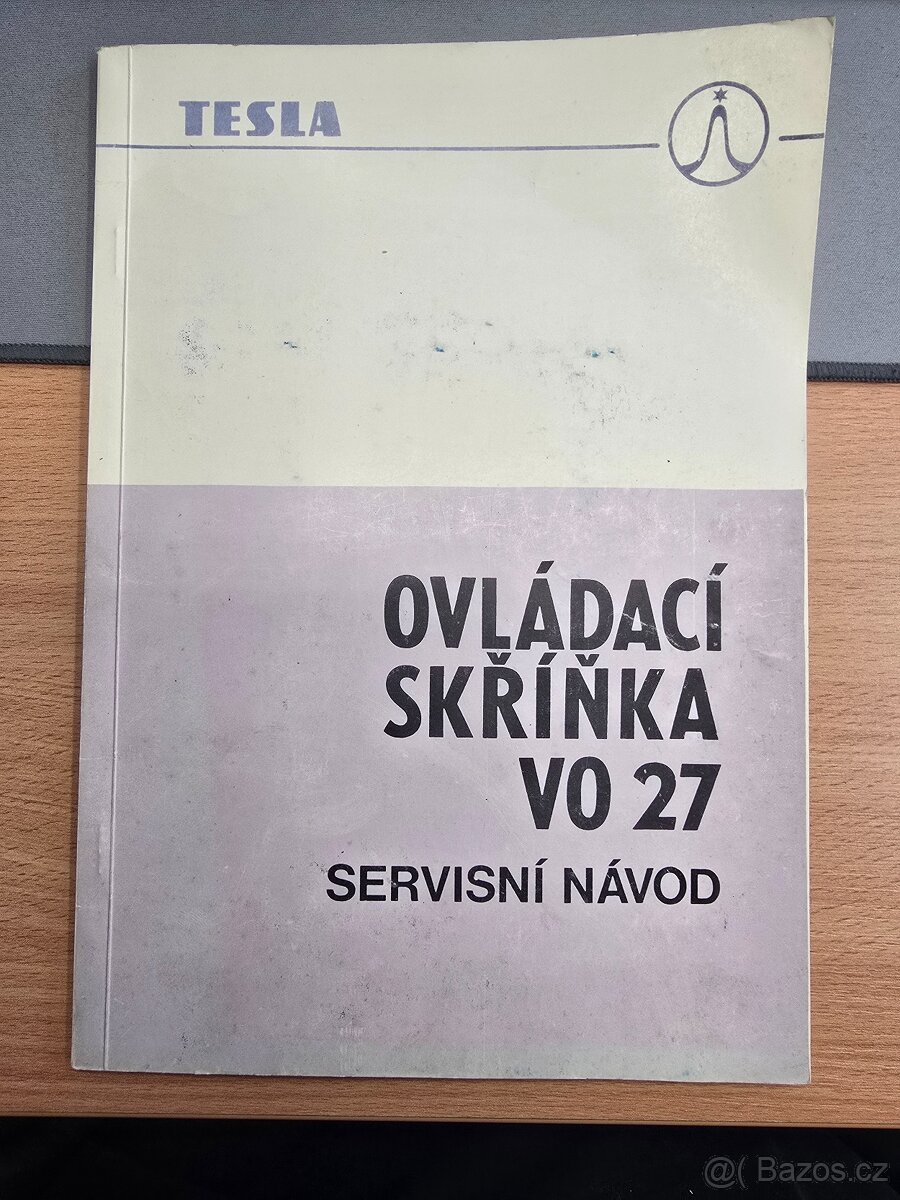 TESLA
OVLÁDACÍ
SKŘÍŇKA
VO 27
SERVISNÍ NÁVOD
@( Bazos.cz